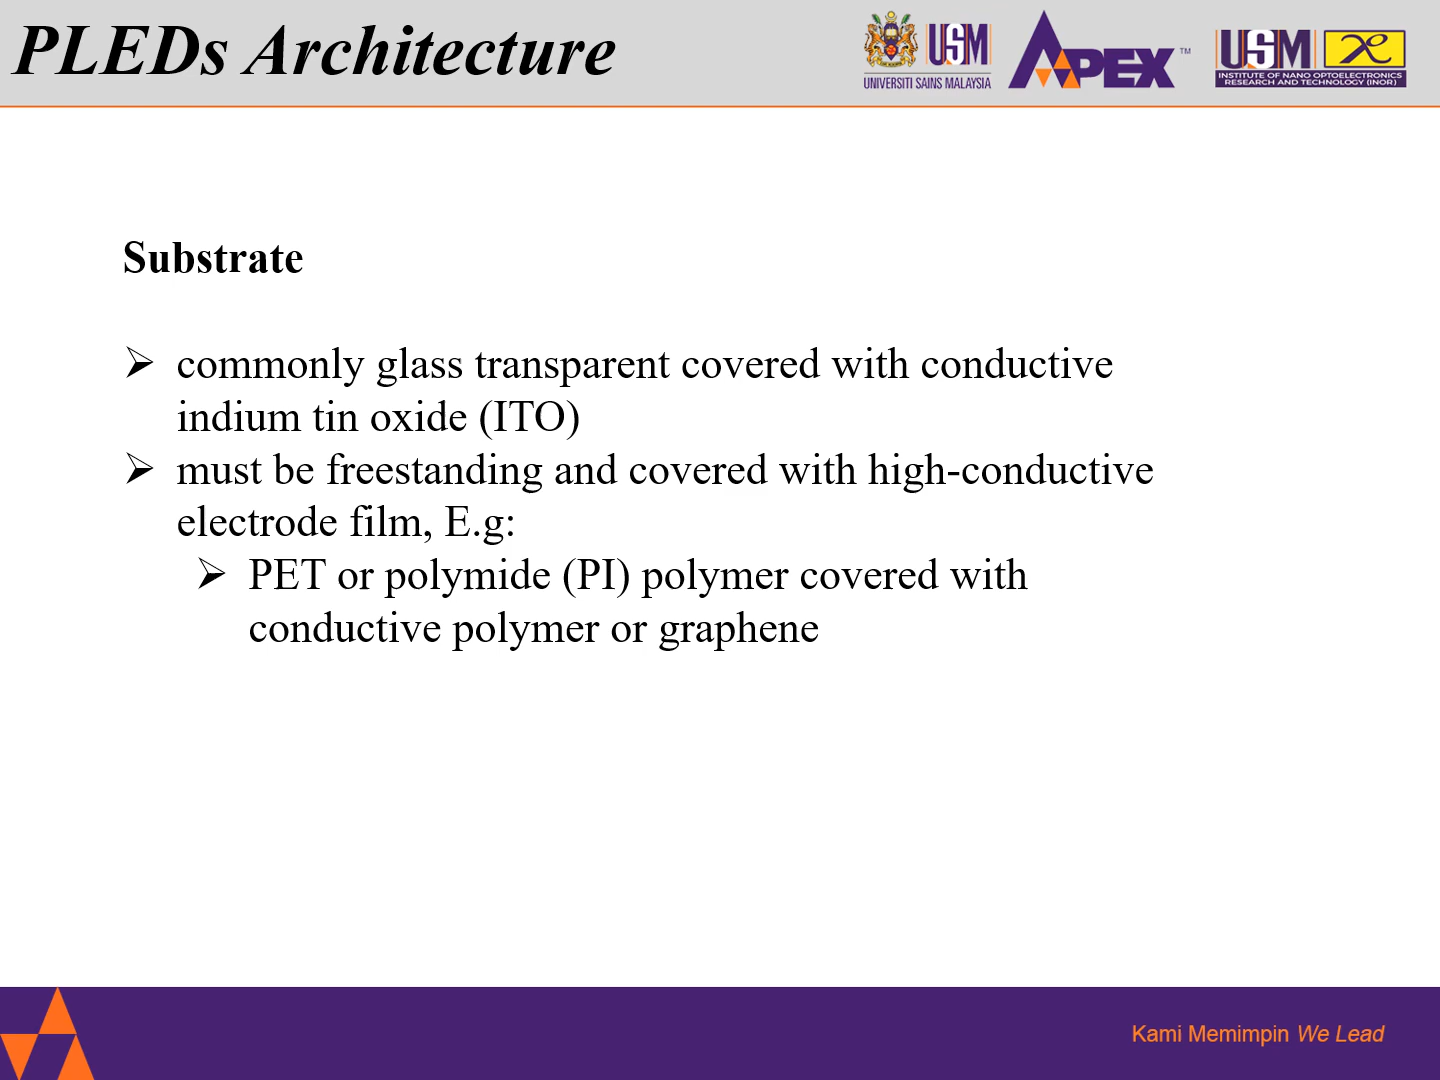 PLEDs Architecture
USM
UNIVERSITI SAINS MALAYSIA
APEX™
USM
INSTITUTE OF NANO OPTOELECTRONICS
RESEARCH AND TECHNOLOGY (INOR)
Substrate
➢ commonly glass transparent covered with conductive
indium tin oxide (ITO)
➢ must be freestanding and covered with high-conductive
electrode film, E.g:
➢ PET or polymide (PI) polymer covered with
conductive polymer or graphene
Kami Memimpin We Lead